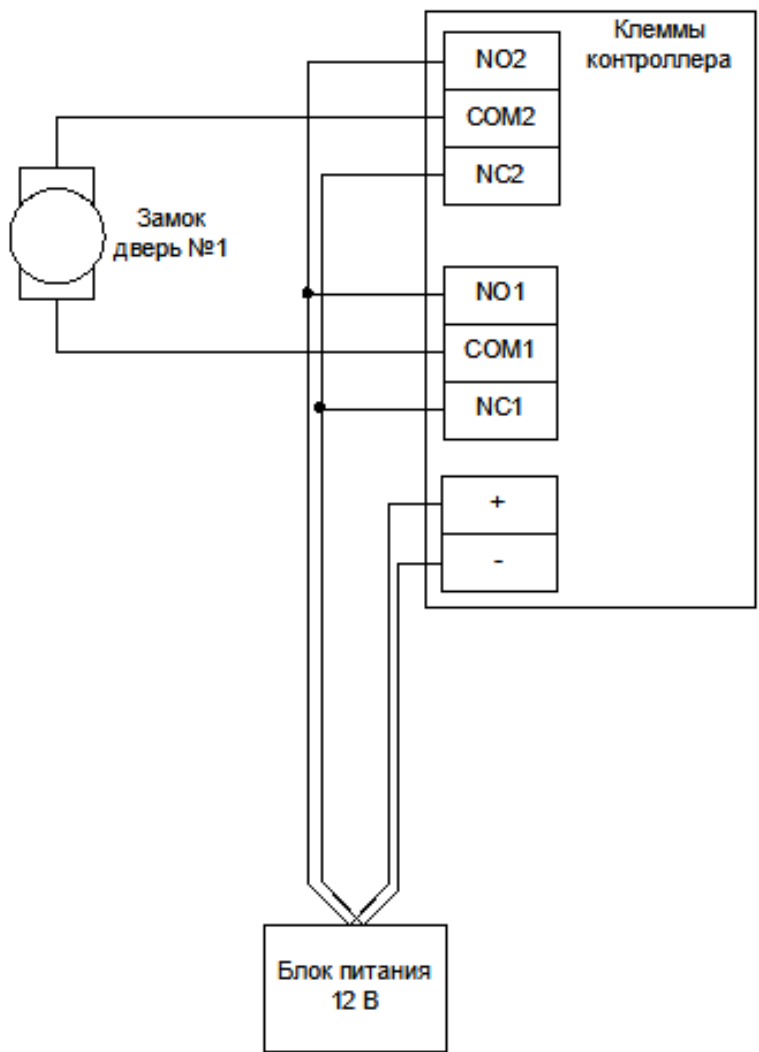 Клеммы
контроллера
NO2
COM2
NC2
Замок
дверь №1
NO1
COM1
NC1
+
-
Блок питания
12 В